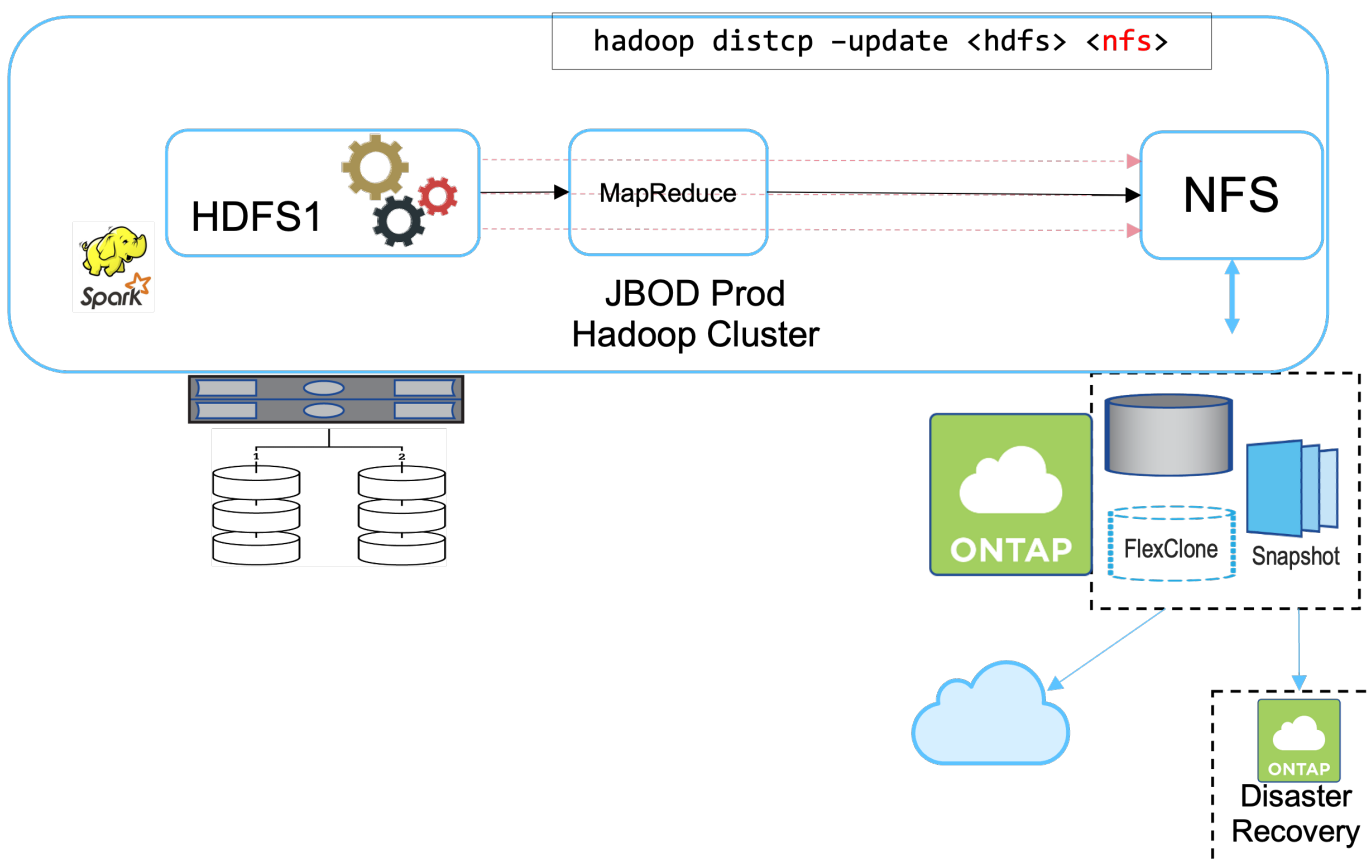 hadoop distcp –update <hdfs> <nfs>
HDFS1
MapReduce
NFS
Spark
JBOD Prod
Hadoop Cluster
1
2
ONTAP
FlexClone
Snapshot
ONTAP
Disaster
Recovery